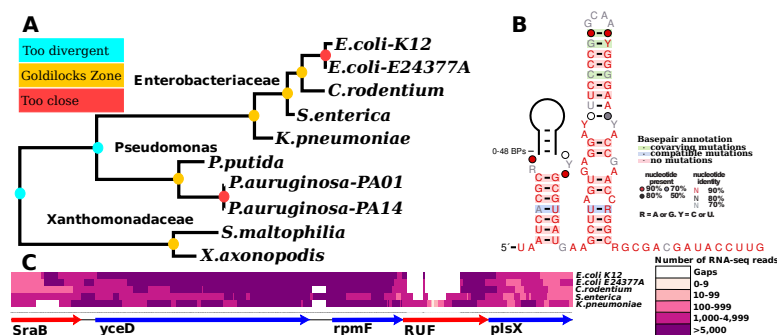 A
Too divergent
Goldilocks Zone
Too close
Enterobacteriaceae
Pseudomonas
Xanthomonadaceae
E.coli-K12
E.coli-E24377A
C.rodentium
S.enterica
K.pneumoniae
P.putida
P.auruginosa-PA01
P.auruginosa-PA14
S.maltophilia
X.axonopodis
B
0-48 BPs
5´
Basepair annotation
covarying mutations
compatible mutations
no mutations
nucleotide present
90% 70%
80% 50%
nucleotide identity
N 90%
N 80%
N 70%
R = A or G. Y = C or U.
UA GAAG RGCGACGAUACCUUG
C
E.coli K12
E.coli E24377A
C.rodentium
S.enterica
K.pneumoniae
SraB yceD rpmF RUF plsX
Number of RNA-seq reads
Gaps
0-9
10-99
100-999
1,000-4,999
>5,000